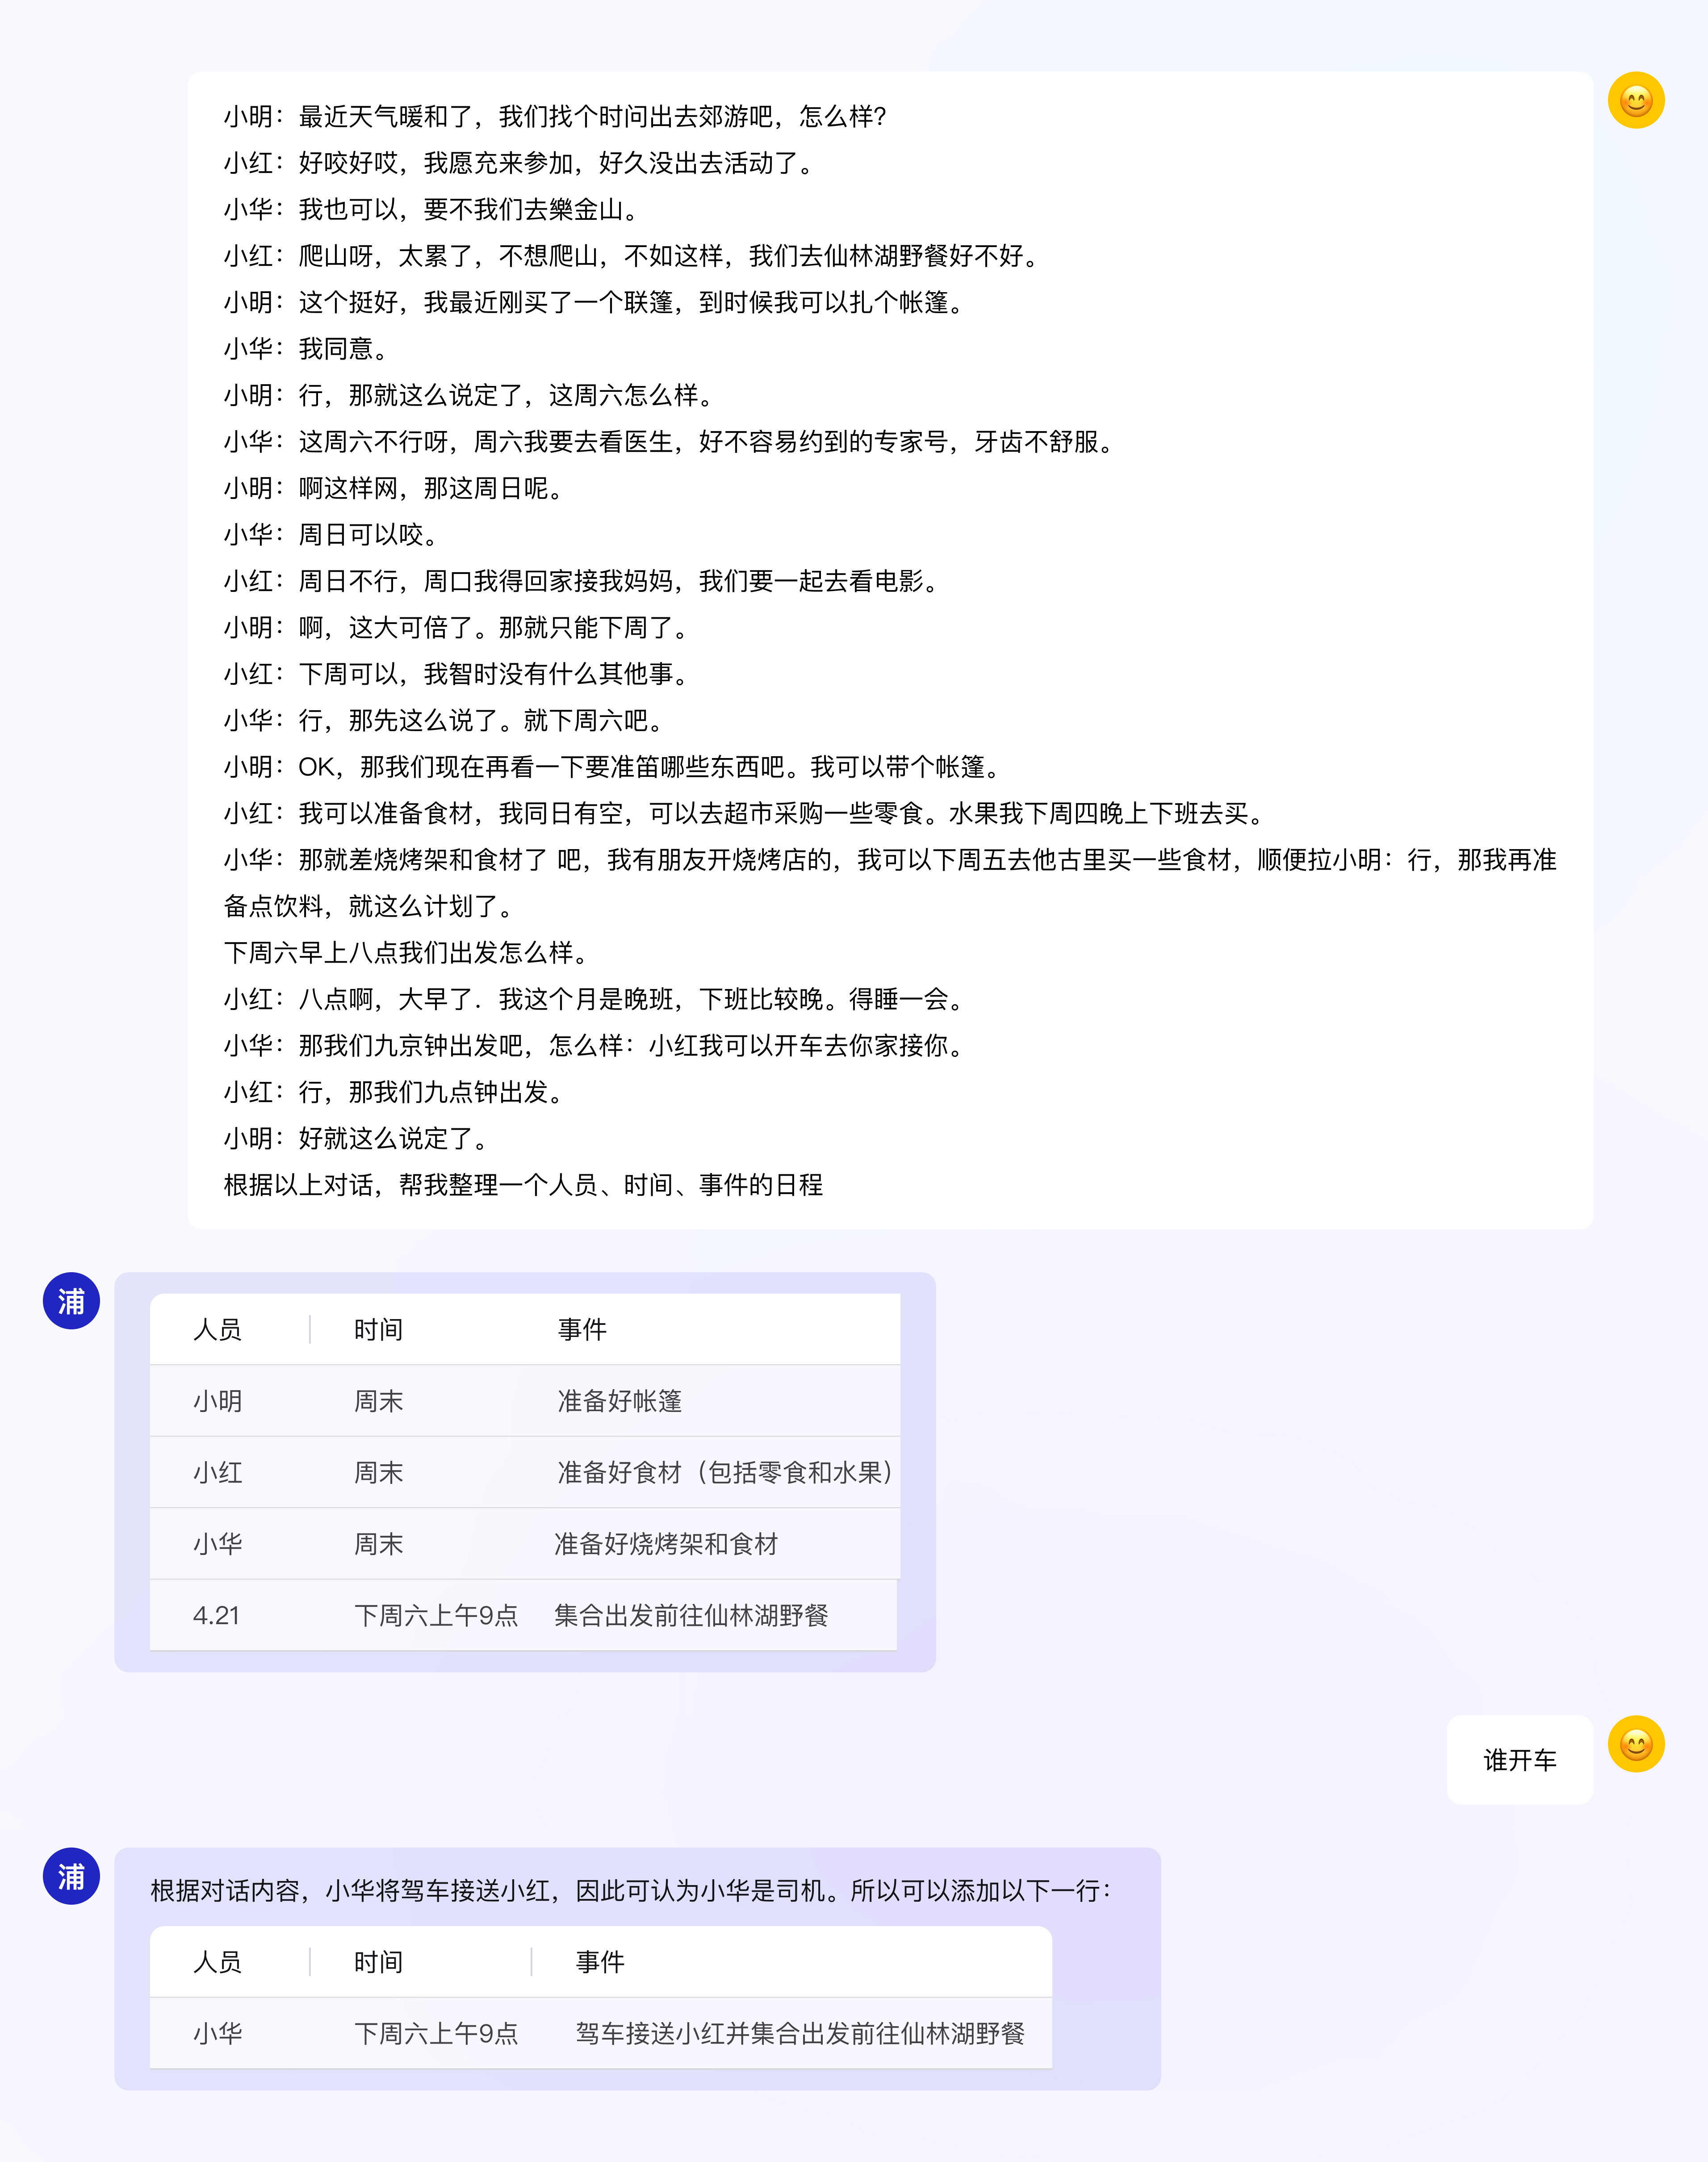 小明：最近天气暖和了，我们找个时问出去郊游吧，怎么样？
小红：好咬好哎，我愿充来参加，好久没出去活动了。
小华：我也可以，要不我们去樂金山。
小红：爬山呀，太累了，不想爬山，不如这样，我们去仙林湖野餐好不好。
小明：这个挺好，我最近刚买了一个联篷，到时候我可以扎个帐篷。
小华：我同意。
小明：行，那就这么说定了，这周六怎么样。
小华：这周六不行呀，周六我要去看医生，好不容易约到的专家号，牙齿不舒服。
小明：啊这样网，那这周日呢。
小华：周日可以咬。
小红：周日不行，周口我得回家接我妈妈，我们要一起去看电影。
小明：啊，这大可倍了。那就只能下周了。
小红：下周可以，我智时没有什么其他事。
小华：行，那先这么说了。就下周六吧。
小明：OK，那我们现在再看一下要准笛哪些东西吧。我可以带个帐篷。
小红：我可以准备食材，我同日有空，可以去超市采购一些零食。水果我下周四晚上下班去买。
小华：那就差烧烤架和食材了 吧，我有朋友开烧烤店的，我可以下周五去他古里买一些食材，顺便拉小明：行，那我再准
备点饮料，就这么计划了。
下周六早上八点我们出发怎么样。
小红：八点啊，大早了．我这个月是晚班，下班比较晚。得睡一会。
小华：那我们九京钟出发吧，怎么样：小红我可以开车去你家接你。
小红：行，那我们九点钟出发。
小明：好就这么说定了。
根据以上对话，帮我整理一个人员、时间、事件的日程
浦
人员 时间 事件
小明 周末 准备好帐篷
小红 周末 准备好食材（包括零食和水果）
小华 周末 准备好烧烤架和食材
4.21 下周六上午9点 集合出发前往仙林湖野餐
谁开车
浦
根据对话内容，小华将驾车接送小红，因此可认为小华是司机。所以可以添加以下一行：
人员 时间 事件
小华 下周六上午9点 驾车接送小红并集合出发前往仙林湖野餐